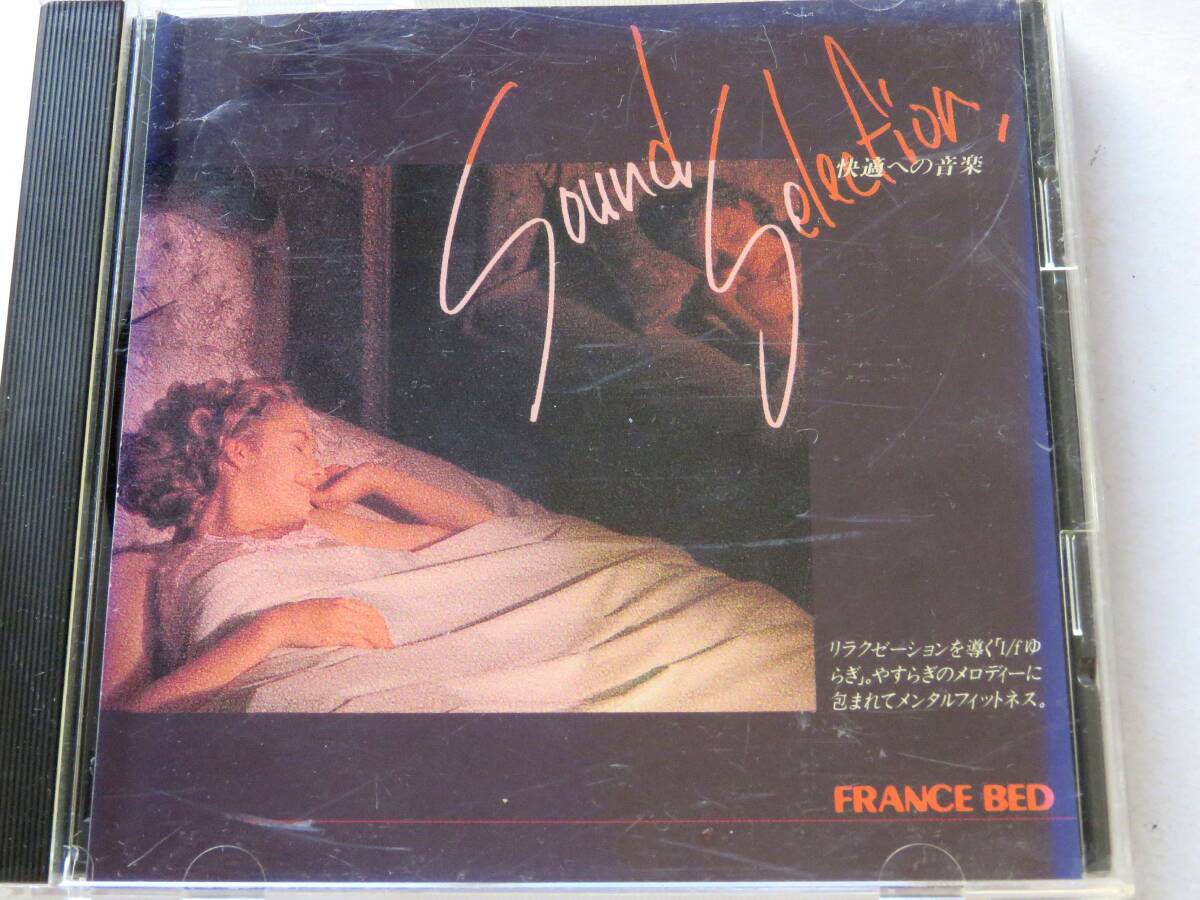 Sound Selection,
快適への音楽
リラクゼーションを導く「1/fゆ
らぎ」。やすらぎのメロディーに
包まれてメンタルフィットネス。
FRANCE BED